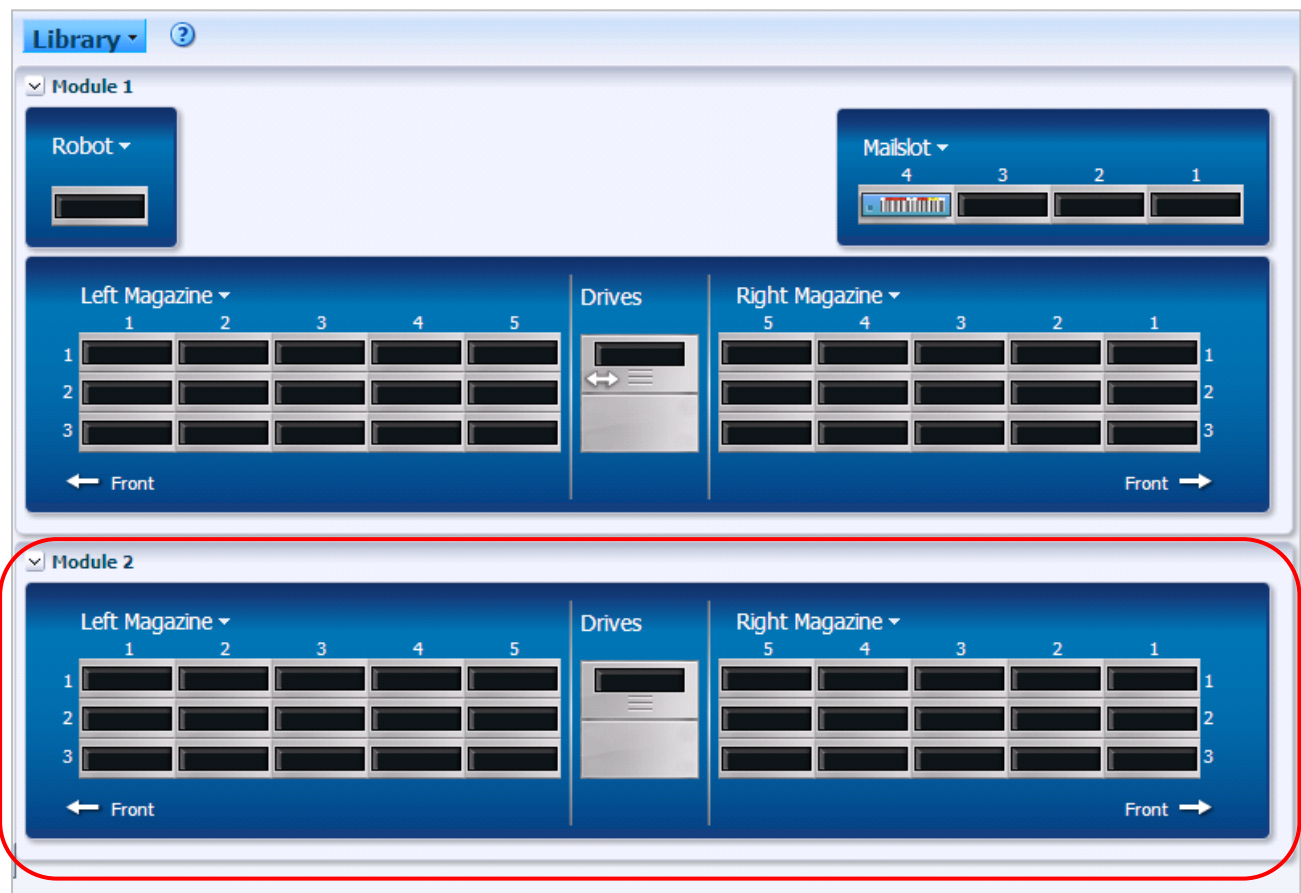 Library ?
Module 1
Robot
Mailslot
4 3 2 1
Left Magazine
1 2 3 4 5
1
2
3
Front
Drives
Right Magazine
5 4 3 2 1
1
2
3
Front
Module 2
Left Magazine
1 2 3 4 5
1
2
3
Front
Drives
Right Magazine
5 4 3 2 1
1
2
3
Front